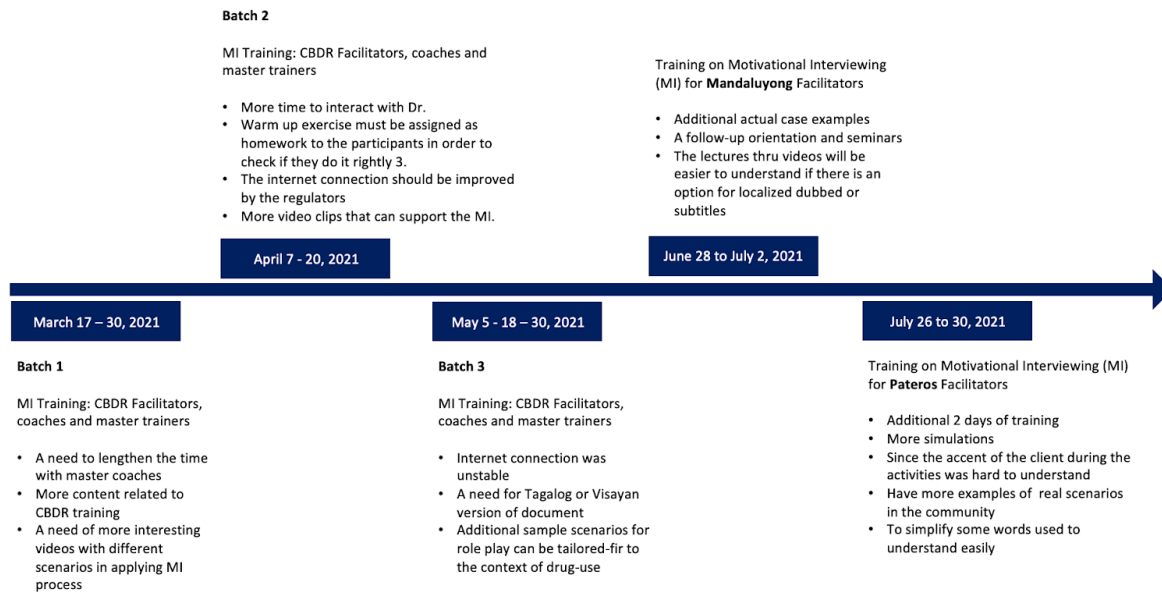 Batch 2
MI Training: CBDR Facilitators, coaches and
master trainers
• More time to interact with Dr.
• Warm up exercise must be assigned as
homework to the participants in order to
check if they do it rightly 3.
• The internet connection should be improved
by the regulators
• More video clips that can support the MI.
April 7 - 20, 2021
Training on Motivational Interviewing
(MI) for Mandaluyong Facilitators
• Additional actual case examples
• A follow-up orientation and seminars
• The lectures thru videos will be
easier to understand if there is an
option for localized dubbed or
subtitles
June 28 to July 2, 2021
March 17 – 30, 2021
Batch 1
MI Training: CBDR Facilitators,
coaches and master trainers
• A need to lengthen the time
with master coaches
• More content related to
CBDR training
• A need of more interesting
videos with different
scenarios in applying MI
process
May 5 - 18 – 30, 2021
Batch 3
MI Training: CBDR Facilitators,
coaches and master trainers
• Internet connection was
unstable
• A need for Tagalog or Visayan
version of document
• Additional sample scenarios for
role play can be tailored-fir to
the context of drug-use
July 26 to 30, 2021
Training on Motivational Interviewing (MI)
for Pateros Facilitators
• Additional 2 days of training
• More simulations
• Since the accent of the client during the
activities was hard to understand
• Have more examples of real scenarios
in the community
• To simplify some words used to
understand easily